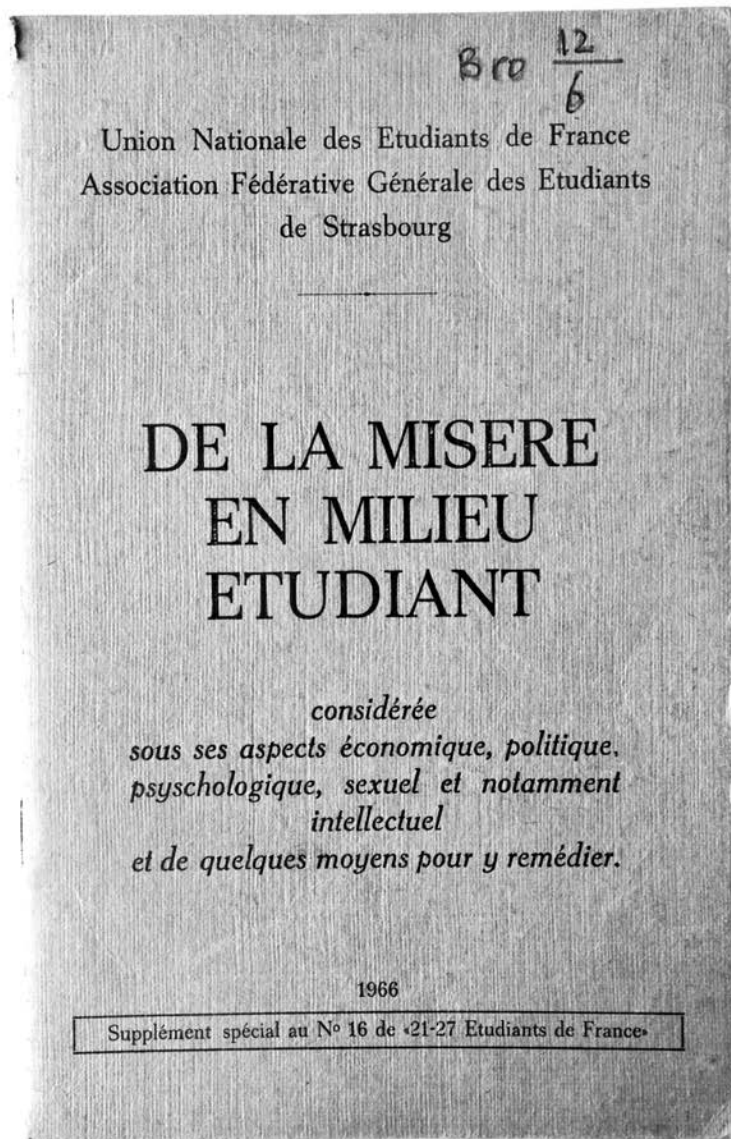 Bro 12/6
Union Nationale des Etudiants de France
Association Fédérative Générale des Etudiants
de Strasbourg
DE LA MISERE
EN MILIEU
ETUDIANT
considérée
sous ses aspects économique, politique,
psyschologique, sexuel et notamment
intellectuel
et de quelques moyens pour y remédier.
1966
Supplément spécial au Nº 16 de «21-27 Etudiants de France»